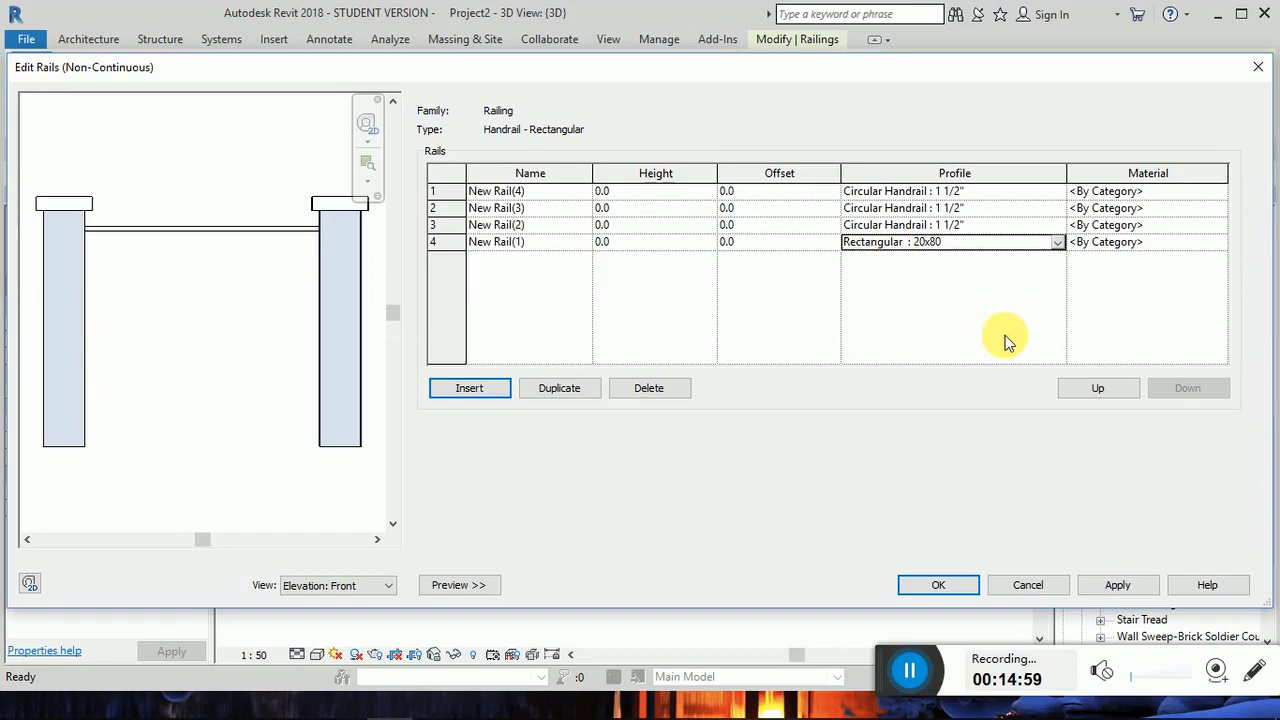 Autodesk Revit 2018 - STUDENT VERSION - Project2 - 3D View: {3D}
Type a keyword or phrase
Sign In
File Architecture Structure Systems Insert Annotate Analyze Massing & Site Collaborate View Manage Add-Ins Modify | Railings
Edit Rails (Non-Continuous)
2D
Family: Railing
Type: Handrail - Rectangular
Rails
Name Height Offset Profile Material
1 New Rail(4) 0.0 0.0 Circular Handrail : 1 1/2" <By Category>
2 New Rail(3) 0.0 0.0 Circular Handrail : 1 1/2" <By Category>
3 New Rail(2) 0.0 0.0 Circular Handrail : 1 1/2" <By Category>
4 New Rail(1) 0.0 0.0 Rectangular : 20x80 <By Category>
Insert Duplicate Delete Up Down
2D
View: Elevation: Front Preview >> OK Cancel Apply Help
Stair Tread
Wall Sweep-Brick Soldier Cou
Properties help Apply
1 : 50
Ready :0 Main Model
Recording...
00:14:59